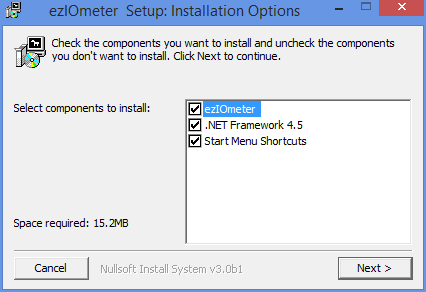 ezIOmeter Setup: Installation Options
Check the components you want to install and uncheck the components
you don't want to install. Click Next to continue.
Select components to install:
ezIOmeter
.NET Framework 4.5
Start Menu Shortcuts
Space required: 15.2MB
Cancel
Nullsoft Install System v3.0b1
Next >